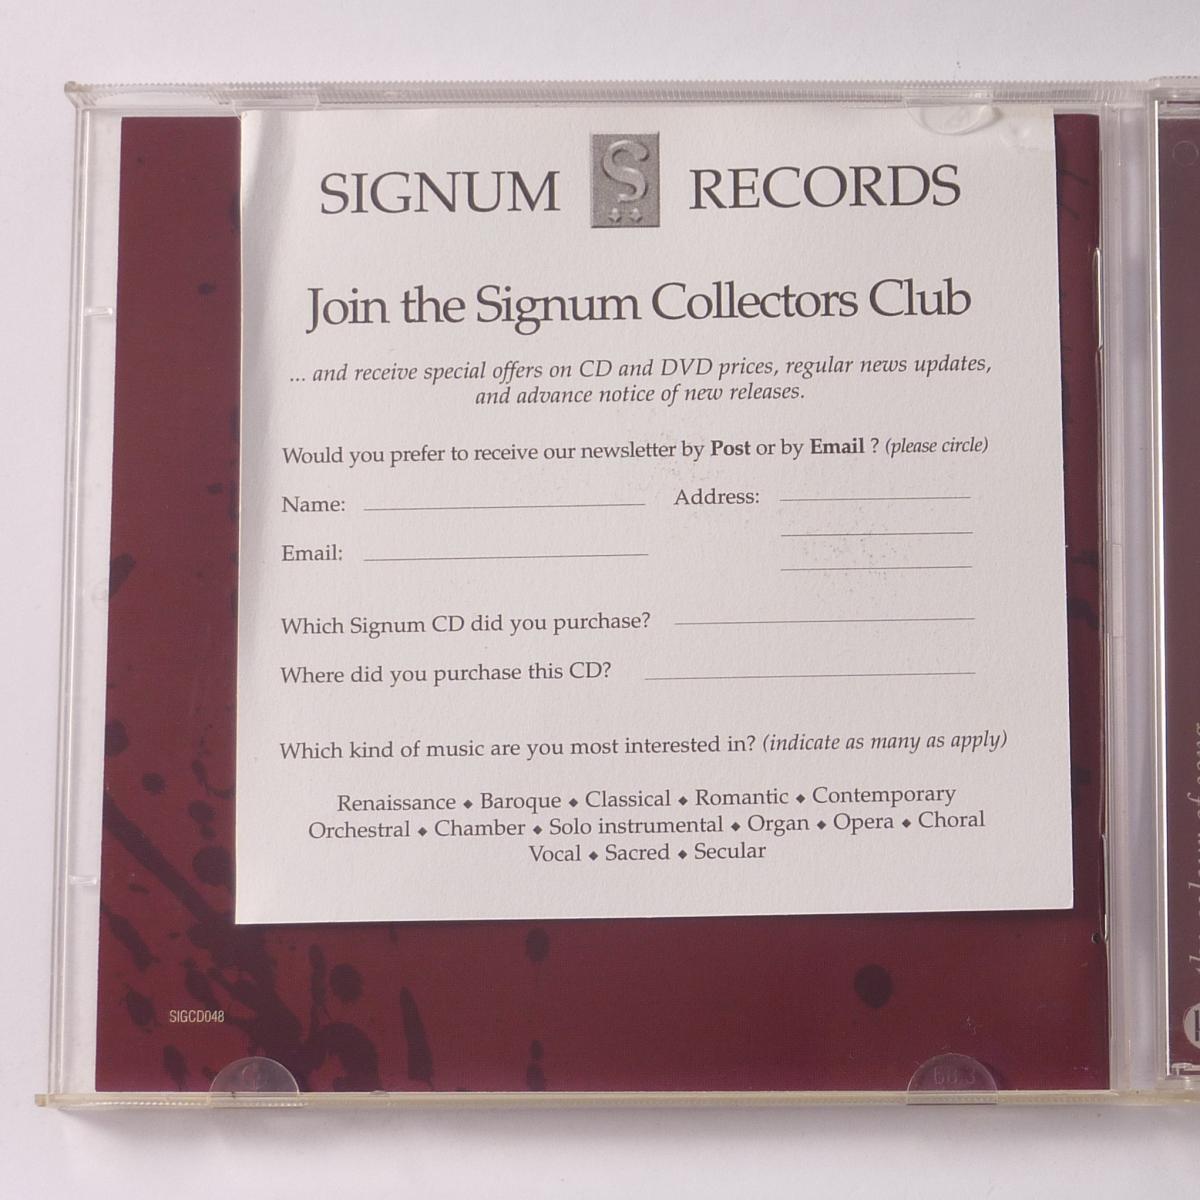 SIGNUM S RECORDS
Join the Signum Collectors Club
... and receive special offers on CD and DVD prices, regular news updates,
and advance notice of new releases.
Would you prefer to receive our newsletter by Post or by Email ? (please circle)
Name: Address:
Email:
Which Signum CD did you purchase?
Where did you purchase this CD?
Which kind of music are you most interested in? (indicate as many as apply)
Renaissance ◆ Baroque ◆ Classical ◆ Romantic ◆ Contemporary
Orchestral ◆ Chamber ◆ Solo instrumental ◆ Organ ◆ Opera ◆ Choral
Vocal ◆ Sacred ◆ Secular
SIGCD048